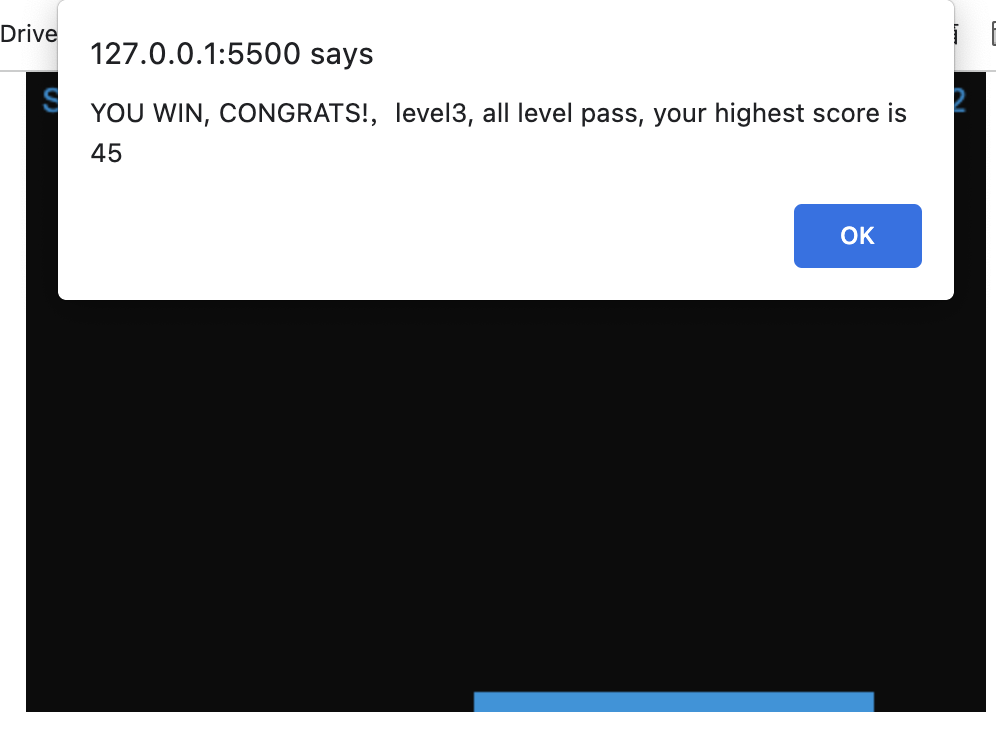 Drive
127.0.0.1:5500 says
YOU WIN, CONGRATS!，level3, all level pass, your highest score is
45
S
2
OK